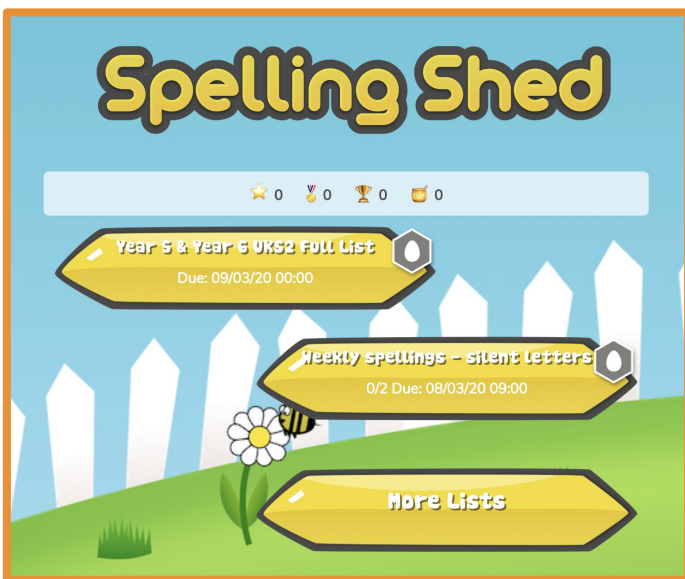 Spelling Shed
0 0 0 0
Year 5 & Year 6 UKS2 Full List
Due: 09/03/20 00:00
Weekly spellings - silent letters
0/2 Due: 08/03/20 09:00
More Lists